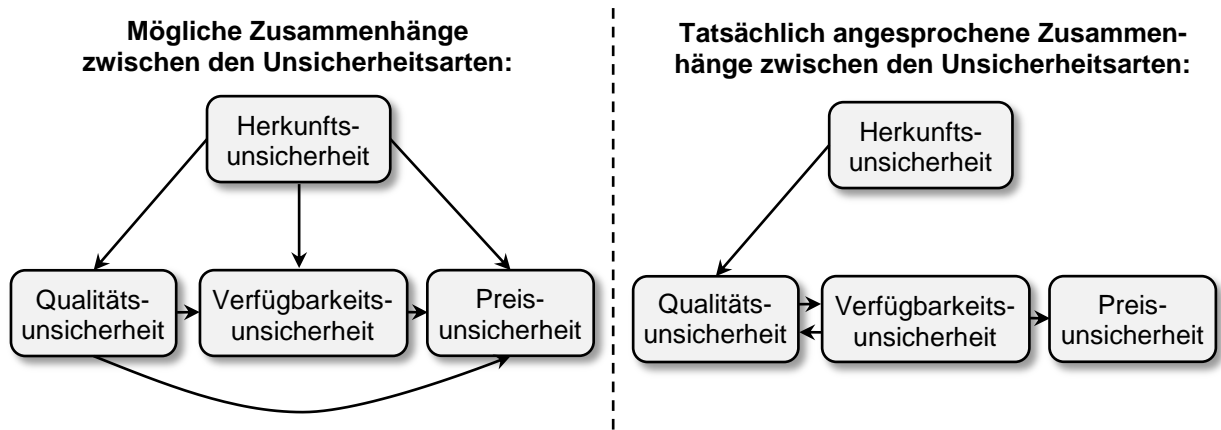 Mögliche Zusammenhänge
zwischen den Unsicherheitsarten:
Herkunfts-
unsicherheit
Qualitäts-
unsicherheit
Verfügbarkeits-
unsicherheit
Preis-
unsicherheit
Tatsächlich angesprochene Zusammen-
hänge zwischen den Unsicherheitsarten:
Herkunfts-
unsicherheit
Qualitäts-
unsicherheit
Verfügbarkeits-
unsicherheit
Preis-
unsicherheit